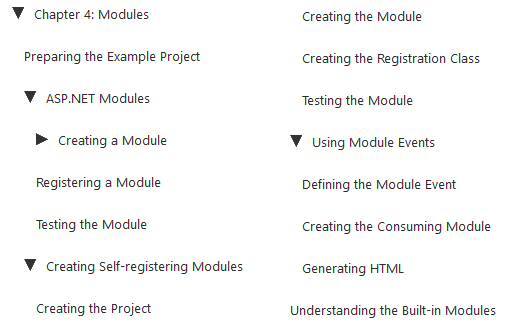 Chapter 4: Modules
Preparing the Example Project
ASP.NET Modules
Creating a Module
Registering a Module
Testing the Module
Creating Self-registering Modules
Creating the Project
Creating the Module
Creating the Registration Class
Testing the Module
Using Module Events
Defining the Module Event
Creating the Consuming Module
Generating HTML
Understanding the Built-in Modules